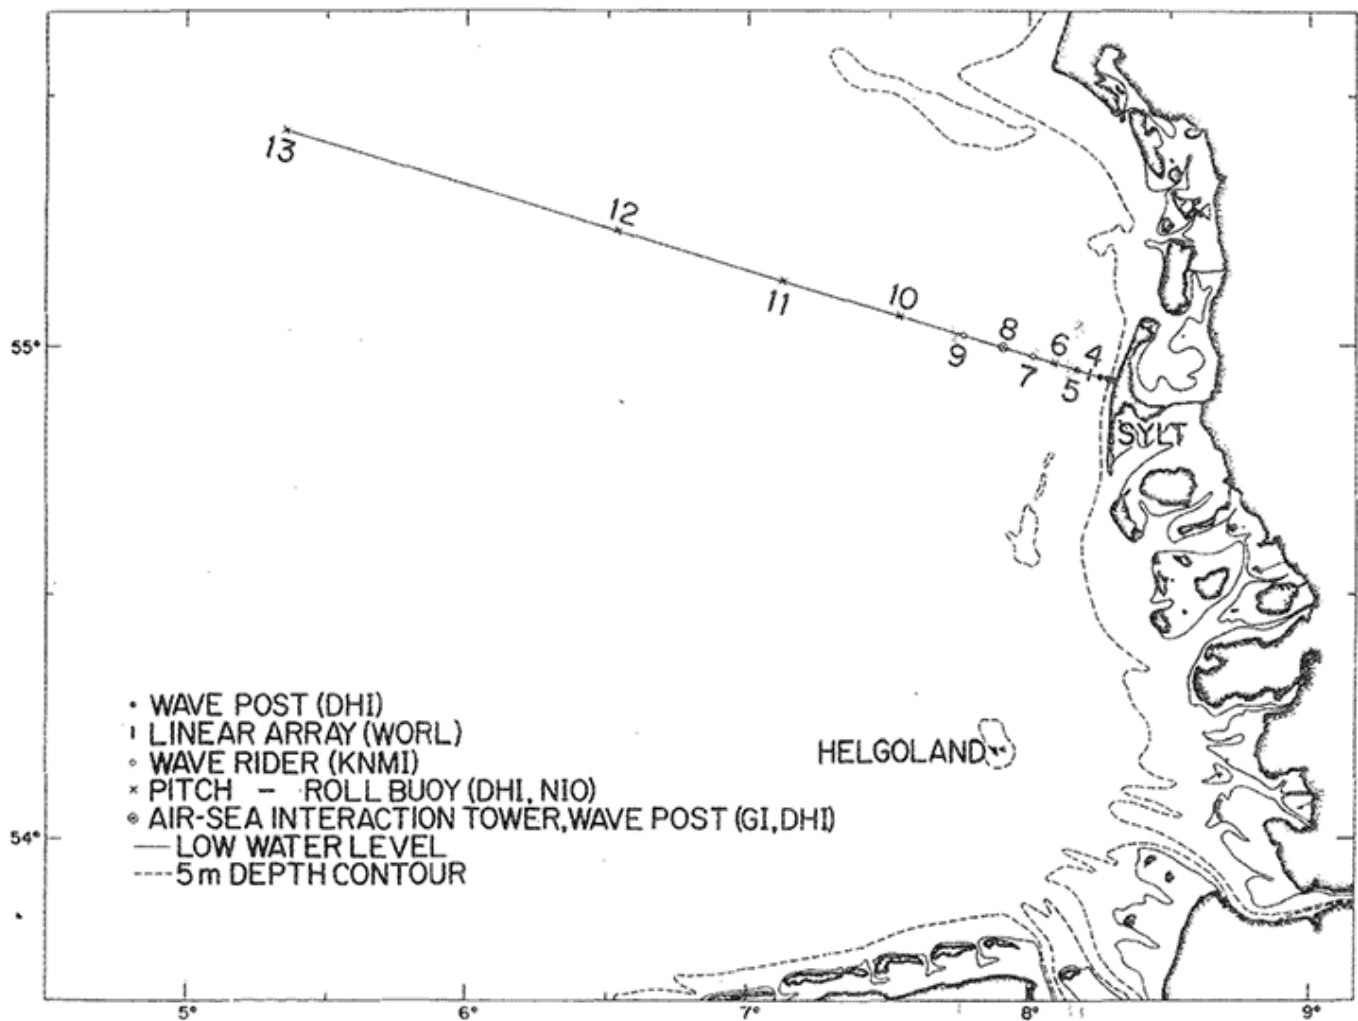 13
12
11
10
9
8
7
6
5
4
55°
SYLT
HELGOLAND
WAVE POST (DHI)
LINEAR ARRAY (WORL)
WAVE RIDER (KNMI)
PITCH – ROLL BUOY (DHI, NIO)
AIR-SEA INTERACTION TOWER, WAVE POST (GI, DHI)
LOW WATER LEVEL
5m DEPTH CONTOUR
54°
5°
6°
7°
8°
9°